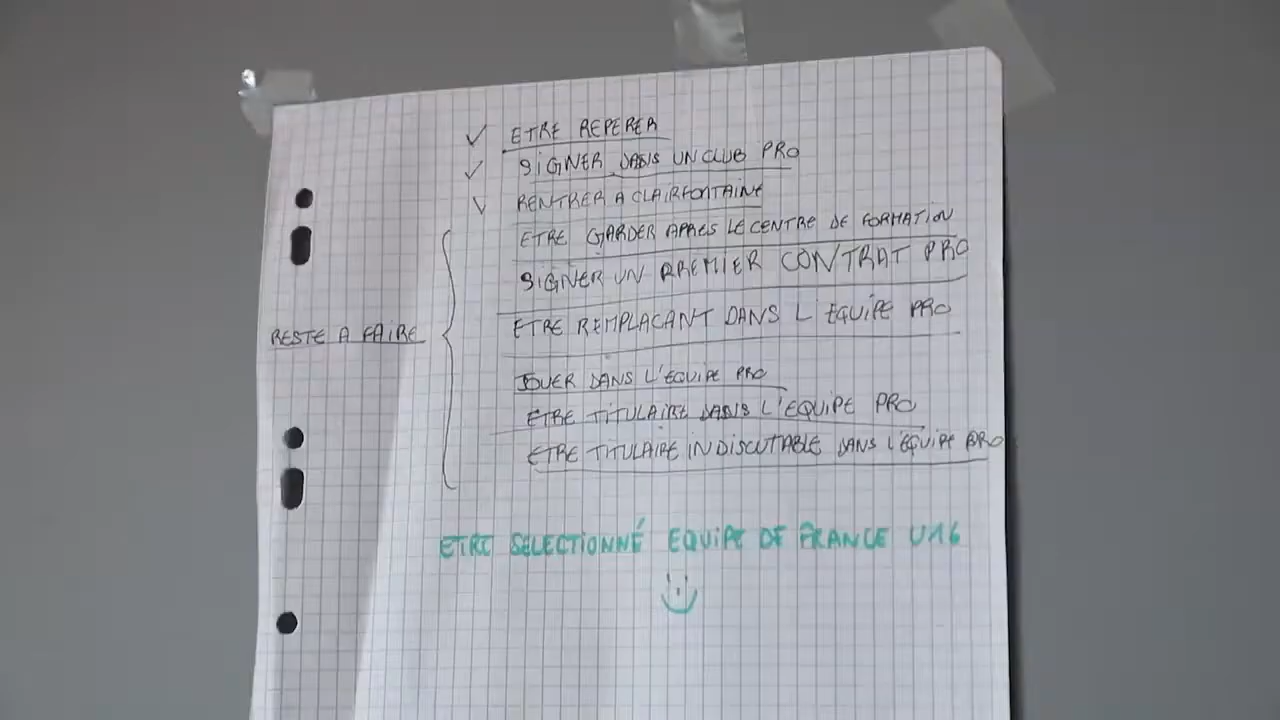 ETRE REPERER
SIGNER DANS UN CLUB PRO
RENTRER A CLAIRFONTAINE
ETRE GARDER APRES LE CENTRE DE FORMATION
SIGNER UN PREMIER CONTRAT PRO
ETRE REMPLACANT DANS L'EQUIPE PRO
RESTE A FAIRE
JOUER DANS L'EQUIPE PRO
ETRE TITULAIRE DANS L'EQUIPE PRO
ETRE TITULAIRE INDISCUTABLE DANS L'EQUIPE PRO
ETRE SELECTIONNÉ EQUIPE DE FRANCE U16